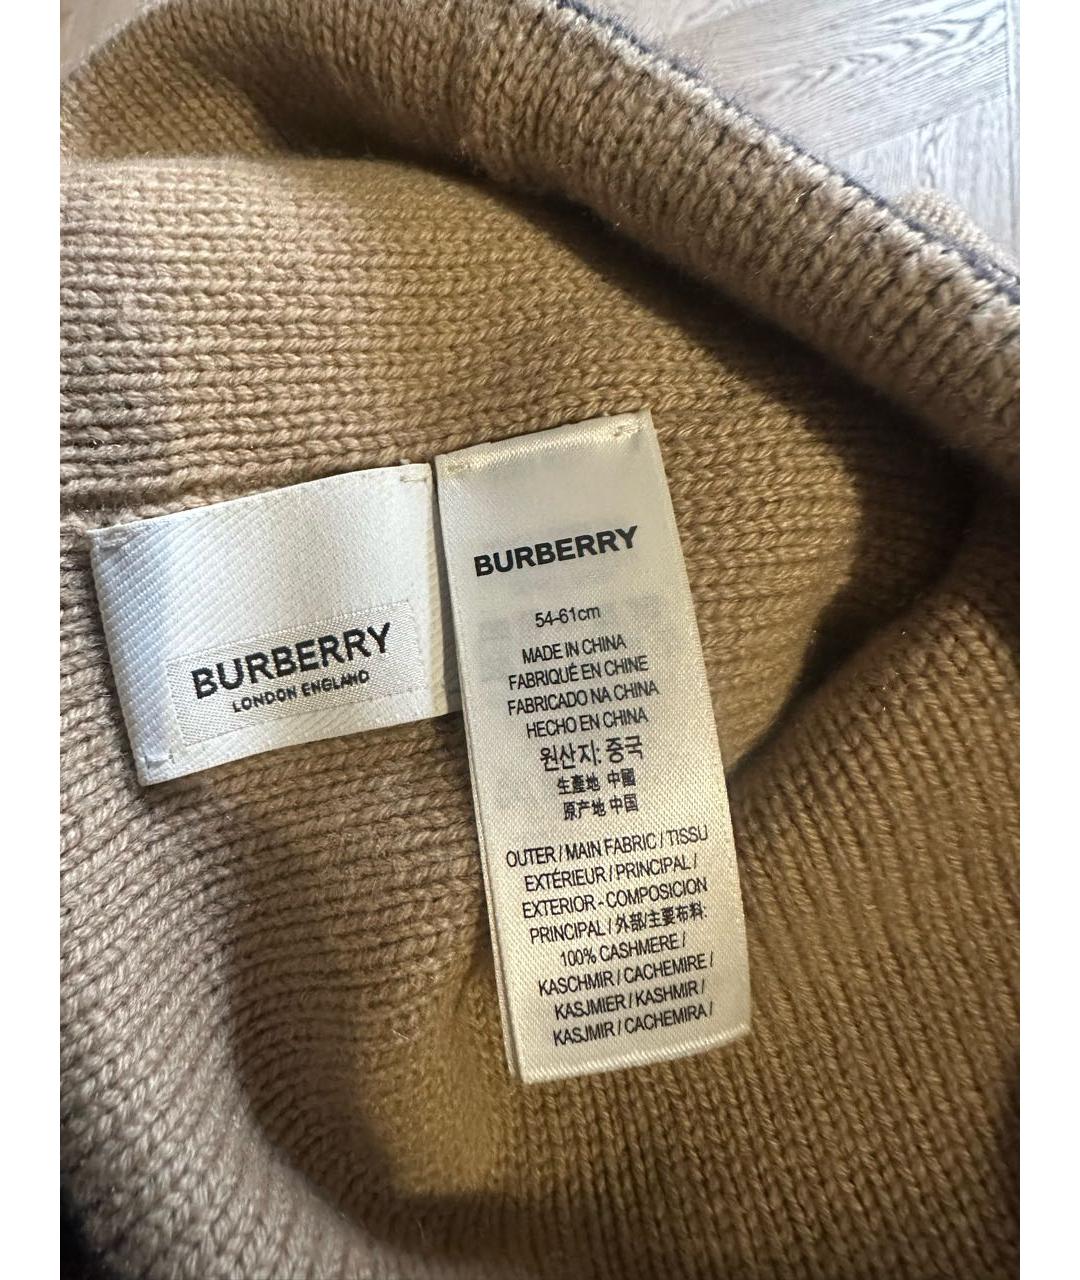 BURBERRY
LONDON ENGLAND
BURBERRY
54-61cm
MADE IN CHINA
FABRIQUÉ EN CHINE
FABRICADO NA CHINA
HECHO EN CHINA
원산지: 중국
生產地 中國
原产地 中国
OUTER / MAIN FABRIC / TISSU
EXTÉRIEUR / PRINCIPAL /
EXTERIOR - COMPOSICION
PRINCIPAL / 外部/主要布料:
100% CASHMERE /
KASCHMIR / CACHEMIRE /
KASJMIER / KASHMIR /
KASJMIR / CACHEMIRA /